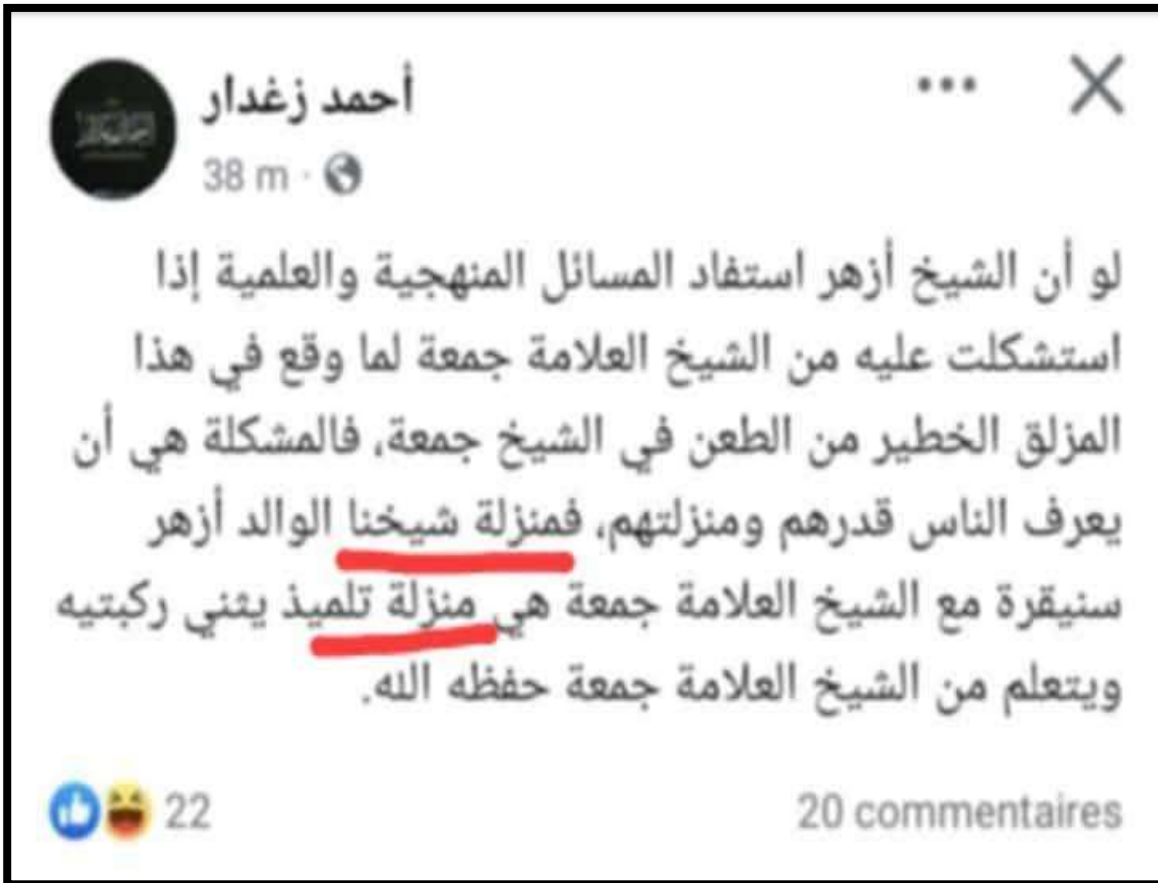 أحمد زغدار
38 m ·
لو أن الشيخ أزهر استفاد المسائل المنهجية والعلمية إذا
استشكلت عليه من الشيخ العلامة جمعة لما وقع في هذا
المزلق الخطير من الطعن في الشيخ جمعة، فالمشكلة هي أن
يعرف الناس قدرهم ومنزلتهم، فمنزلة شيخنا الوالد أزهر
سنيقرة مع الشيخ العلامة جمعة هي منزلة تلميذ يثني ركبتيه
ويتعلم من الشيخ العلامة جمعة حفظه الله.
22
20 commentaires